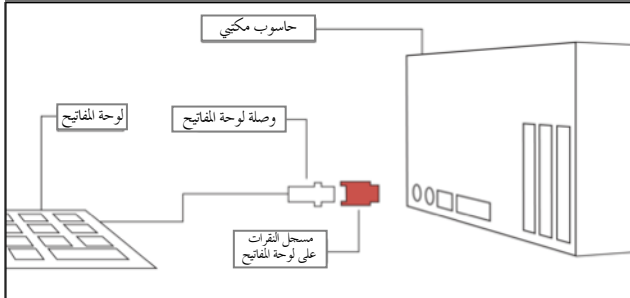 حاسوب مكتبي
لوحة المفاتيح
وصلة لوحة المفاتيح
مسجل النقرات
على لوحة المفاتيح